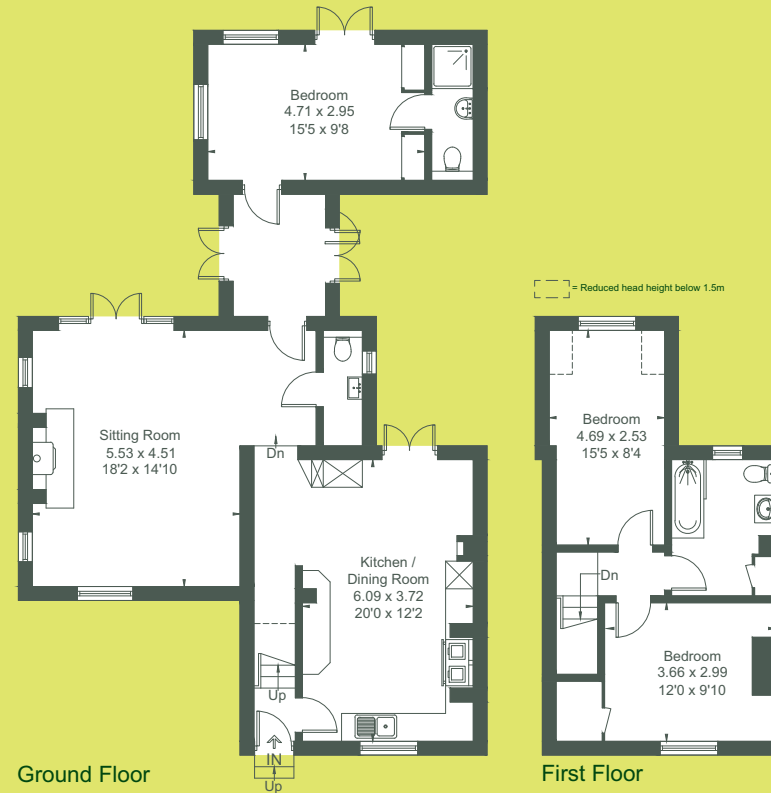 Bedroom
4.71 x 2.95
15'5 x 9'8
= Reduced head height below 1.5m
Sitting Room
5.53 x 4.51
18'2 x 14'10
Dn
Bedroom
4.69 x 2.53
15'5 x 8'4
Kitchen /
Dining Room
6.09 x 3.72
20'0 x 12'2
Dn
Bedroom
3.66 x 2.99
12'0 x 9'10
Up
IN
Up
Ground Floor
First Floor